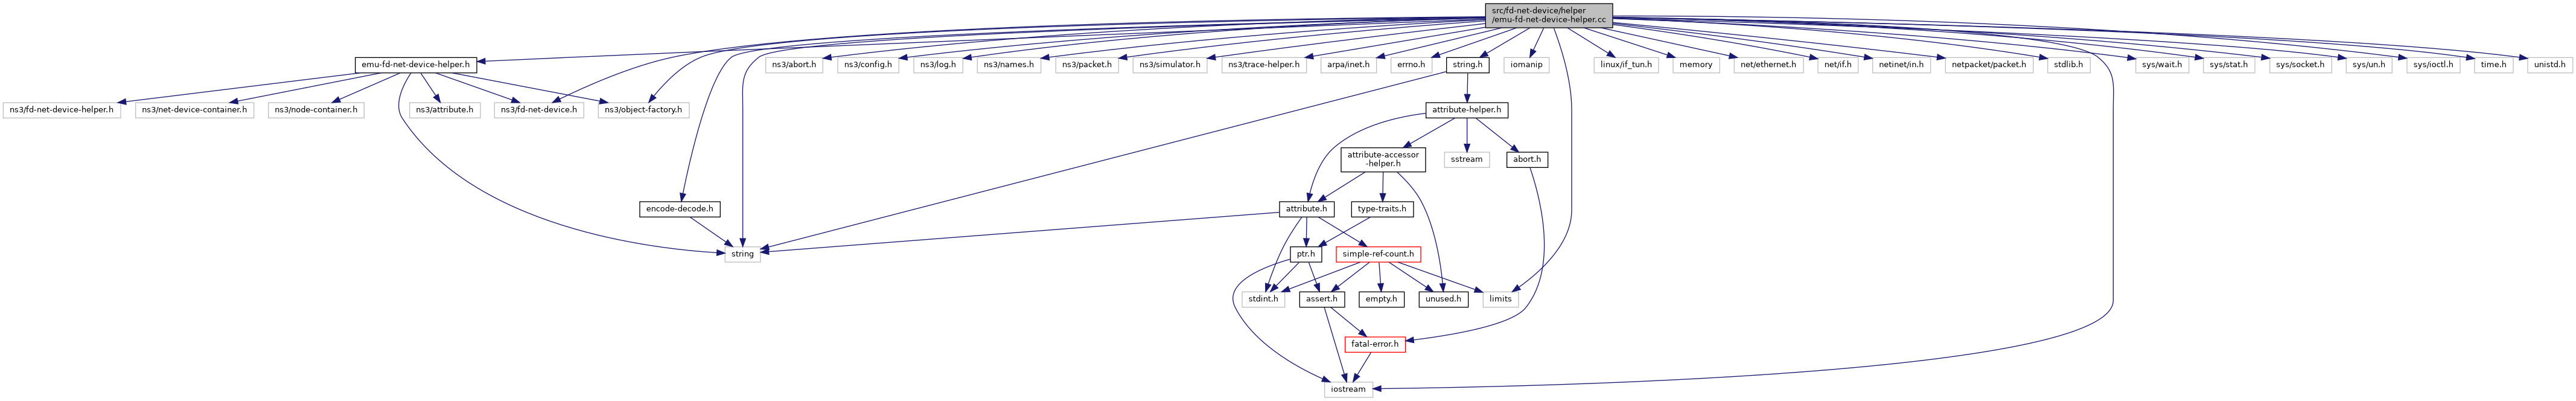 src/fd-net-device/helper
/emu-fd-net-device-helper.cc
emu-fd-net-device-helper.h
ns3/abort.h
ns3/config.h
ns3/log.h
ns3/names.h
ns3/packet.h
ns3/simulator.h
ns3/trace-helper.h
arpa/inet.h
errno.h
string.h
iomanip
linux/if_tun.h
memory
net/ethernet.h
net/if.h
netinet/in.h
netpacket/packet.h
stdlib.h
sys/wait.h
sys/stat.h
sys/socket.h
sys/un.h
sys/ioctl.h
time.h
unistd.h
ns3/fd-net-device-helper.h
ns3/net-device-container.h
ns3/node-container.h
ns3/attribute.h
ns3/fd-net-device.h
ns3/object-factory.h
attribute-helper.h
attribute-accessor
-helper.h
sstream
abort.h
encode-decode.h
attribute.h
type-traits.h
string
ptr.h
simple-ref-count.h
stdint.h
assert.h
empty.h
unused.h
limits
fatal-error.h
iostream